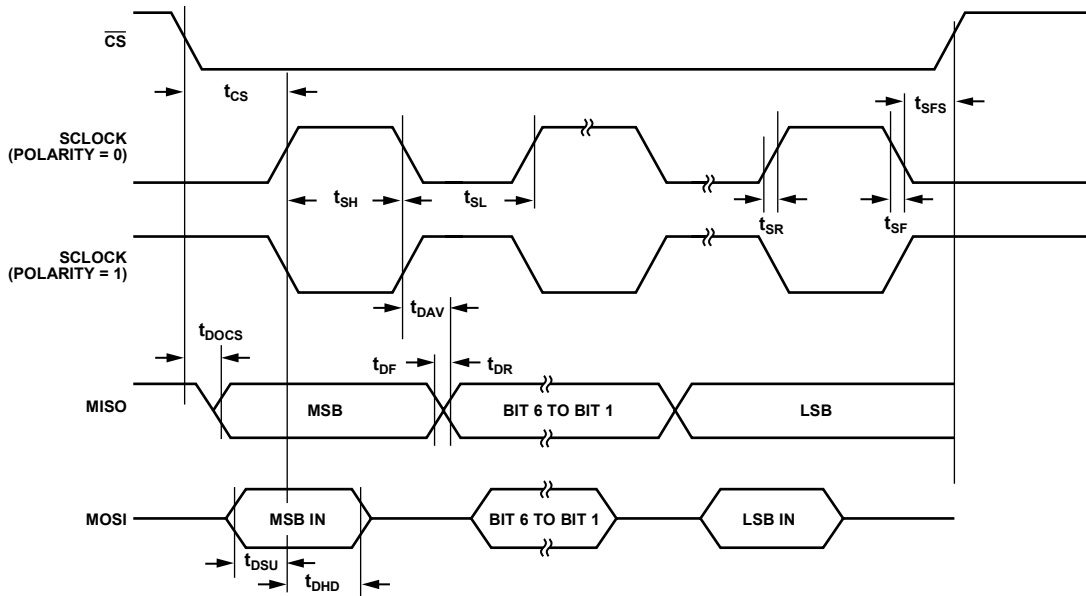 CS
tCS
tSFS
SCLOCK
(POLARITY = 0)
tSH
tSL
tSR
tSF
SCLOCK
(POLARITY = 1)
tDAV
tDOCS
tDF
tDR
MISO
MSB
BIT 6 TO BIT 1
LSB
MOSI
MSB IN
BIT 6 TO BIT 1
LSB IN
tDSU
tDHD